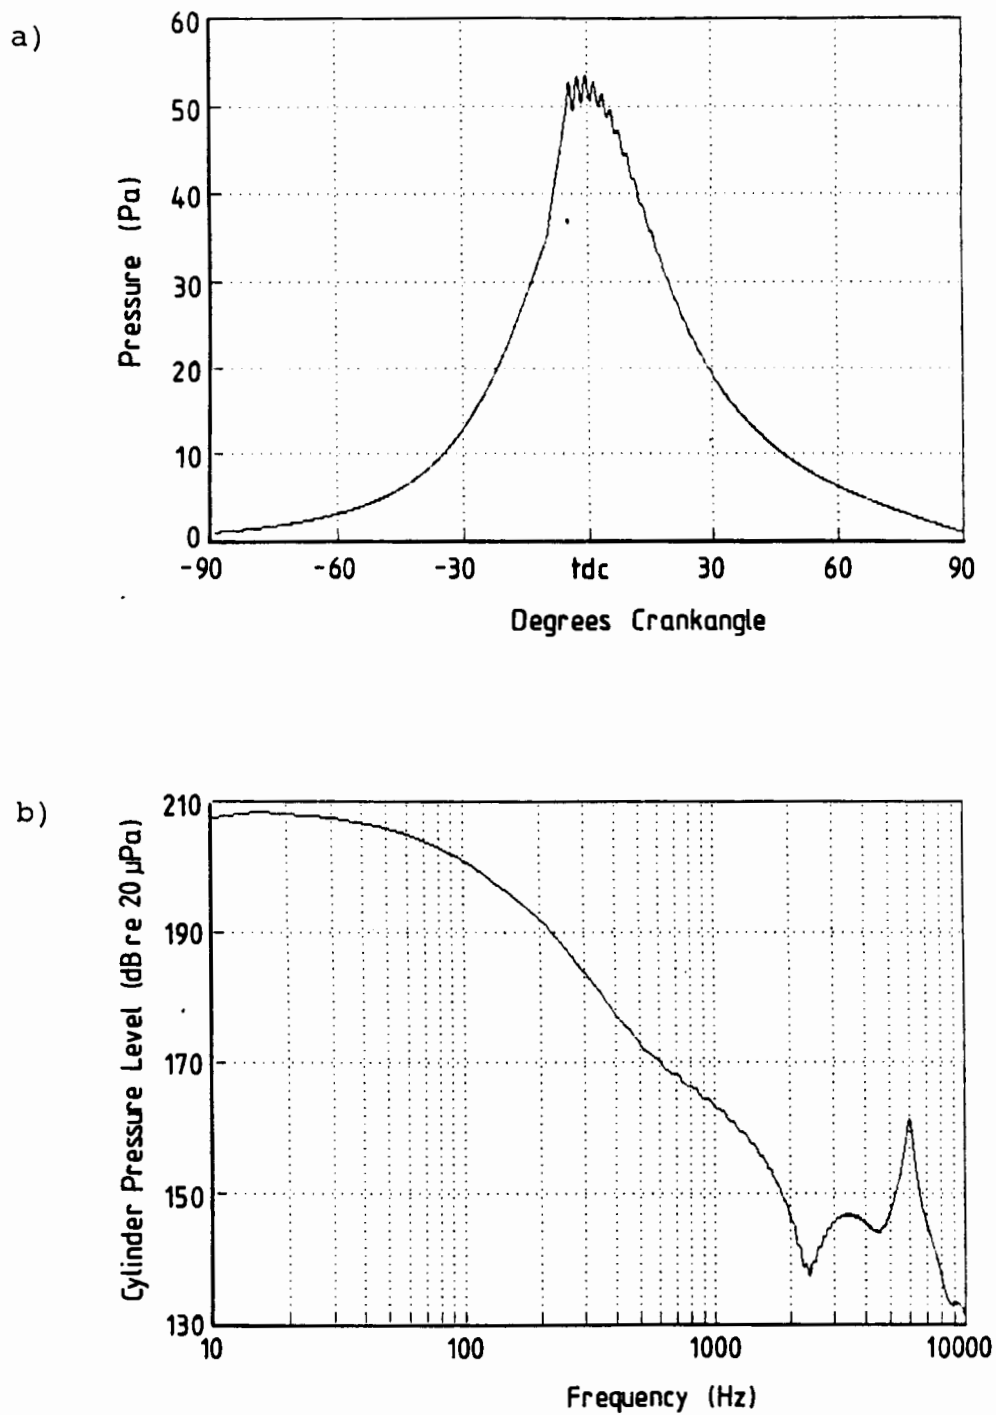 a)
60
50
40
30
20
10
0
Pressure (Pa)
-90 -60 -30 tdc 30 60 90
Degrees Crankangle
b)
210
190
170
150
130
Cylinder Pressure Level (dB re 20 µPa)
10 100 1000 10000
Frequency (Hz)